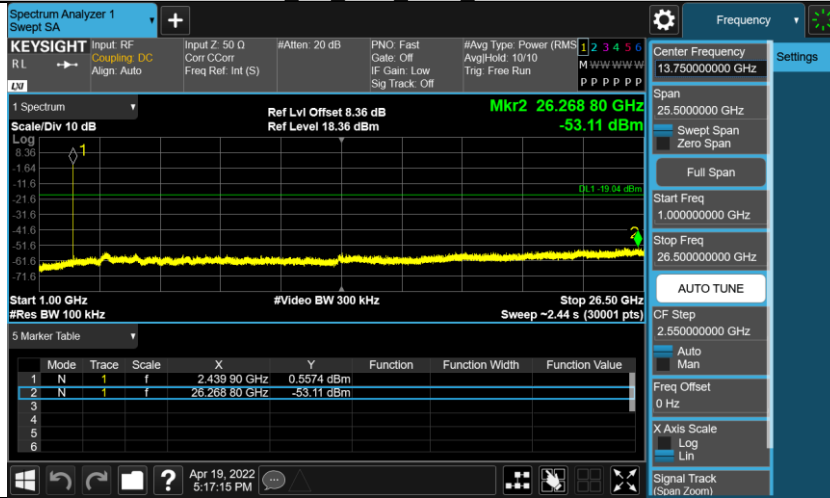 Spectrum Analyzer 1
Swept SA
Frequency
KEYSIGHT
RL
LXI
Input: RF
Coupling: DC
Align: Auto
Input Z: 50 Ω
Corr CCorr
Freq Ref: Int (S)
#Atten: 20 dB
PNO: Fast
Gate: Off
IF Gain: Low
Sig Track: Off
#Avg Type: Power (RMS
Avg|Hold: 10/10
Trig: Free Run
1 2 3 4 5 6
M W W W W W
P P P P P P
Settings
1 Spectrum
Scale/Div 10 dB
Ref Lvl Offset 8.36 dB
Ref Level 18.36 dBm
Mkr2 26.268 80 GHz
-53.11 dBm
Log
8.36
-1.64
-11.6
-21.6
-31.6
-41.6
-51.6
-61.6
-71.6
1
DL1 -19.04 dBm
2
Start 1.00 GHz
#Res BW 100 kHz
#Video BW 300 kHz
Stop 26.50 GHz
Sweep ~2.44 s (30001 pts)
5 Marker Table
Mode Trace Scale X Y Function Function Width Function Value
1 N 1 f 2.439 90 GHz 0.5574 dBm
2 N 1 f 26.268 80 GHz -53.11 dBm
3
4
5
6
Apr 19, 2022
5:17:15 PM
Center Frequency
13.750000000 GHz
Span
25.5000000 GHz
Swept Span
Zero Span
Full Span
Start Freq
1.000000000 GHz
Stop Freq
26.500000000 GHz
AUTO TUNE
CF Step
2.550000000 GHz
Auto
Man
Freq Offset
0 Hz
X Axis Scale
Log
Lin
Signal Track
(Span Zoom)